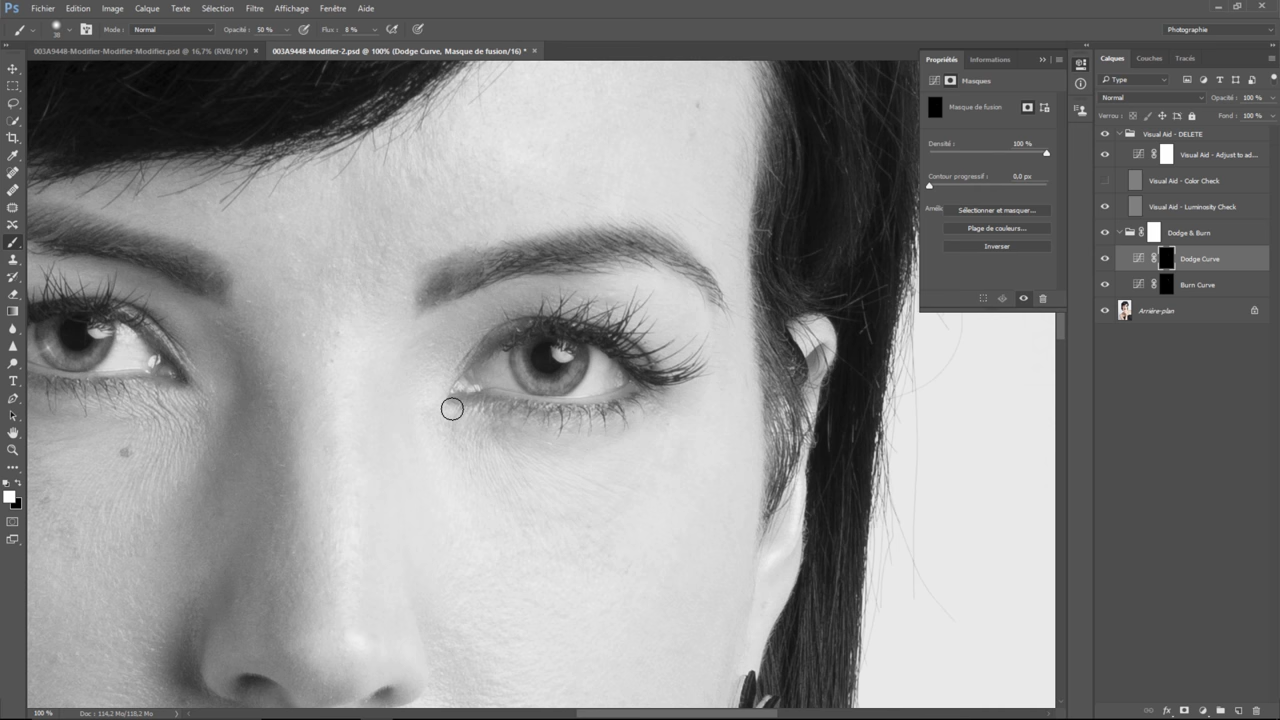 Ps Fichier Edition Image Calque Texte Sélection Filtre Affichage Fenêtre Aide
38 Mode : Normal Opacité : 50 % Flux : 8 % Photographie
003A9448-Modifier-Modifier-Modifier.psd @ 16,7% (RVB/16*) × 003A9448-Modifier-2.psd @ 100% (Dodge Curve, Masque de fusion/16) * ×
Propriétés Informations
Masques
Masque de fusion
Densité : 100 %
Contour progressif : 0,0 px
Amélic
Sélectionner et masquer...
Plage de couleurs...
Inverser
Calques Couches Tracés
Type
Normal Opacité : 100 %
Verrou : Fond : 100 %
Visual Aid - DELETE
Visual Aid - Adjust to ad...
Visual Aid - Color Check
Visual Aid - Luminosity Check
Dodge & Burn
Dodge Curve
Burn Curve
Arrière-plan
100 % Doc : 114,2 Mo/118,2 Mo